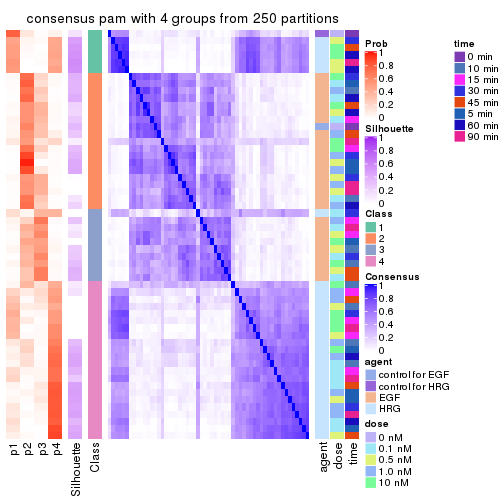 consensus pam with 4 groups from 250 partitions
Prob
1
0.8
0.6
0.4
0.2
0
Silhouette
1
0.8
0.6
0.4
0.2
0
Class
1
2
3
4
Consensus
1
0.8
0.6
0.4
0.2
0
agent
control for EGF
control for HRG
EGF
HRG
dose
0 nM
0.1 nM
0.5 nM
1.0 nM
10 nM
time
0 min
10 min
15 min
30 min
45 min
5 min
60 min
90 min
p1
p2
p3
p4
Silhouette
Class
agent
dose
time